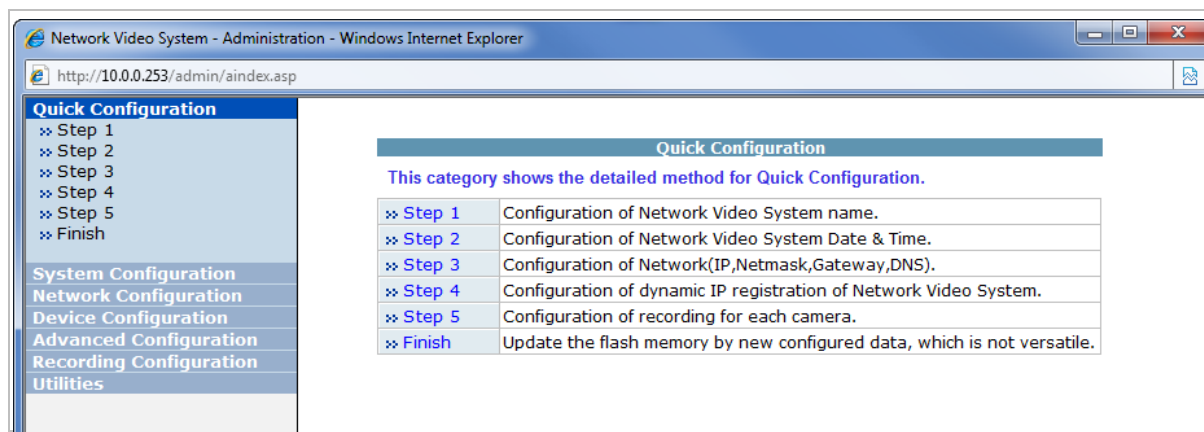 Network Video System - Administration - Windows Internet Explorer
http://10.0.0.253/admin/aindex.asp
Quick Configuration
» Step 1
» Step 2
» Step 3
» Step 4
» Step 5
» Finish
System Configuration
Network Configuration
Device Configuration
Advanced Configuration
Recording Configuration
Utilities
Quick Configuration
This category shows the detailed method for Quick Configuration.
» Step 1 Configuration of Network Video System name.
» Step 2 Configuration of Network Video System Date & Time.
» Step 3 Configuration of Network(IP,Netmask,Gateway,DNS).
» Step 4 Configuration of dynamic IP registration of Network Video System.
» Step 5 Configuration of recording for each camera.
» Finish Update the flash memory by new configured data, which is not versatile.